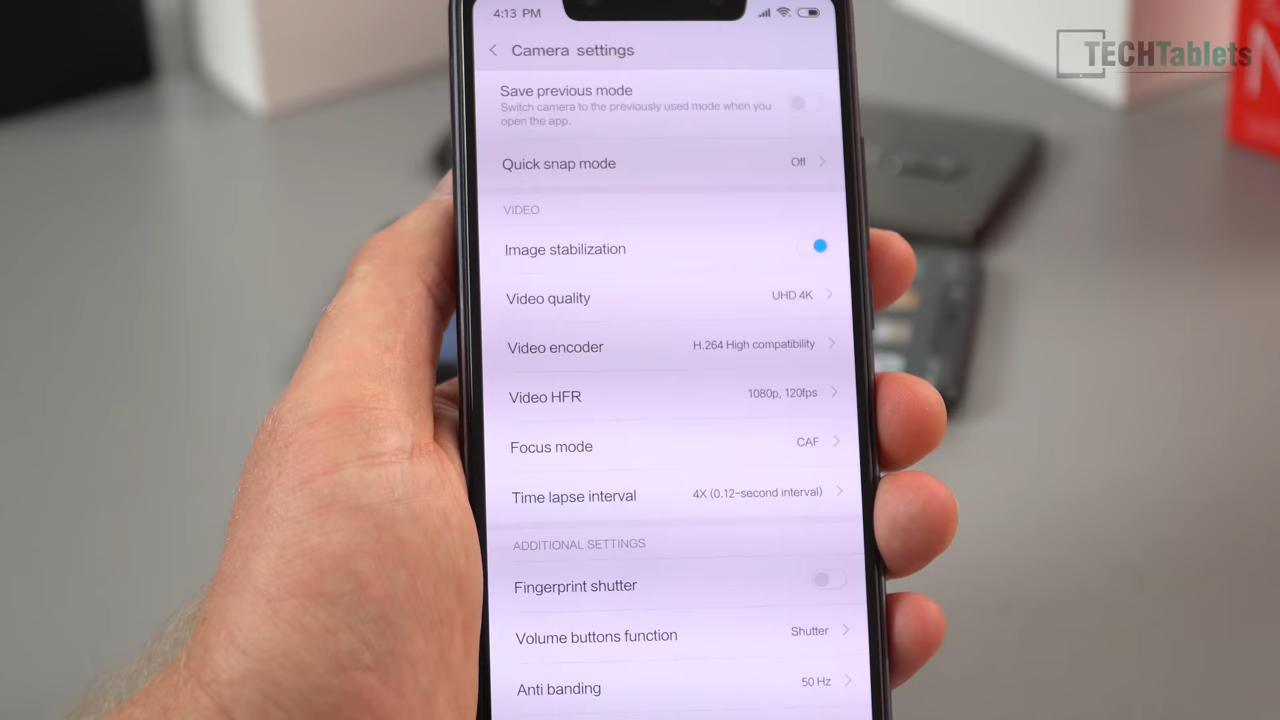 4:13 PM
TECHTablets
Camera settings
Save previous mode
Switch camera to the previously used mode when you
open the app.
Quick snap mode Off
VIDEO
Image stabilization
Video quality UHD 4K
Video encoder H.264 High compatibility
Video HFR 1080p, 120fps
Focus mode CAF
Time lapse interval 4X (0.12-second interval)
ADDITIONAL SETTINGS
Fingerprint shutter
Volume buttons function Shutter
Anti banding 50 Hz